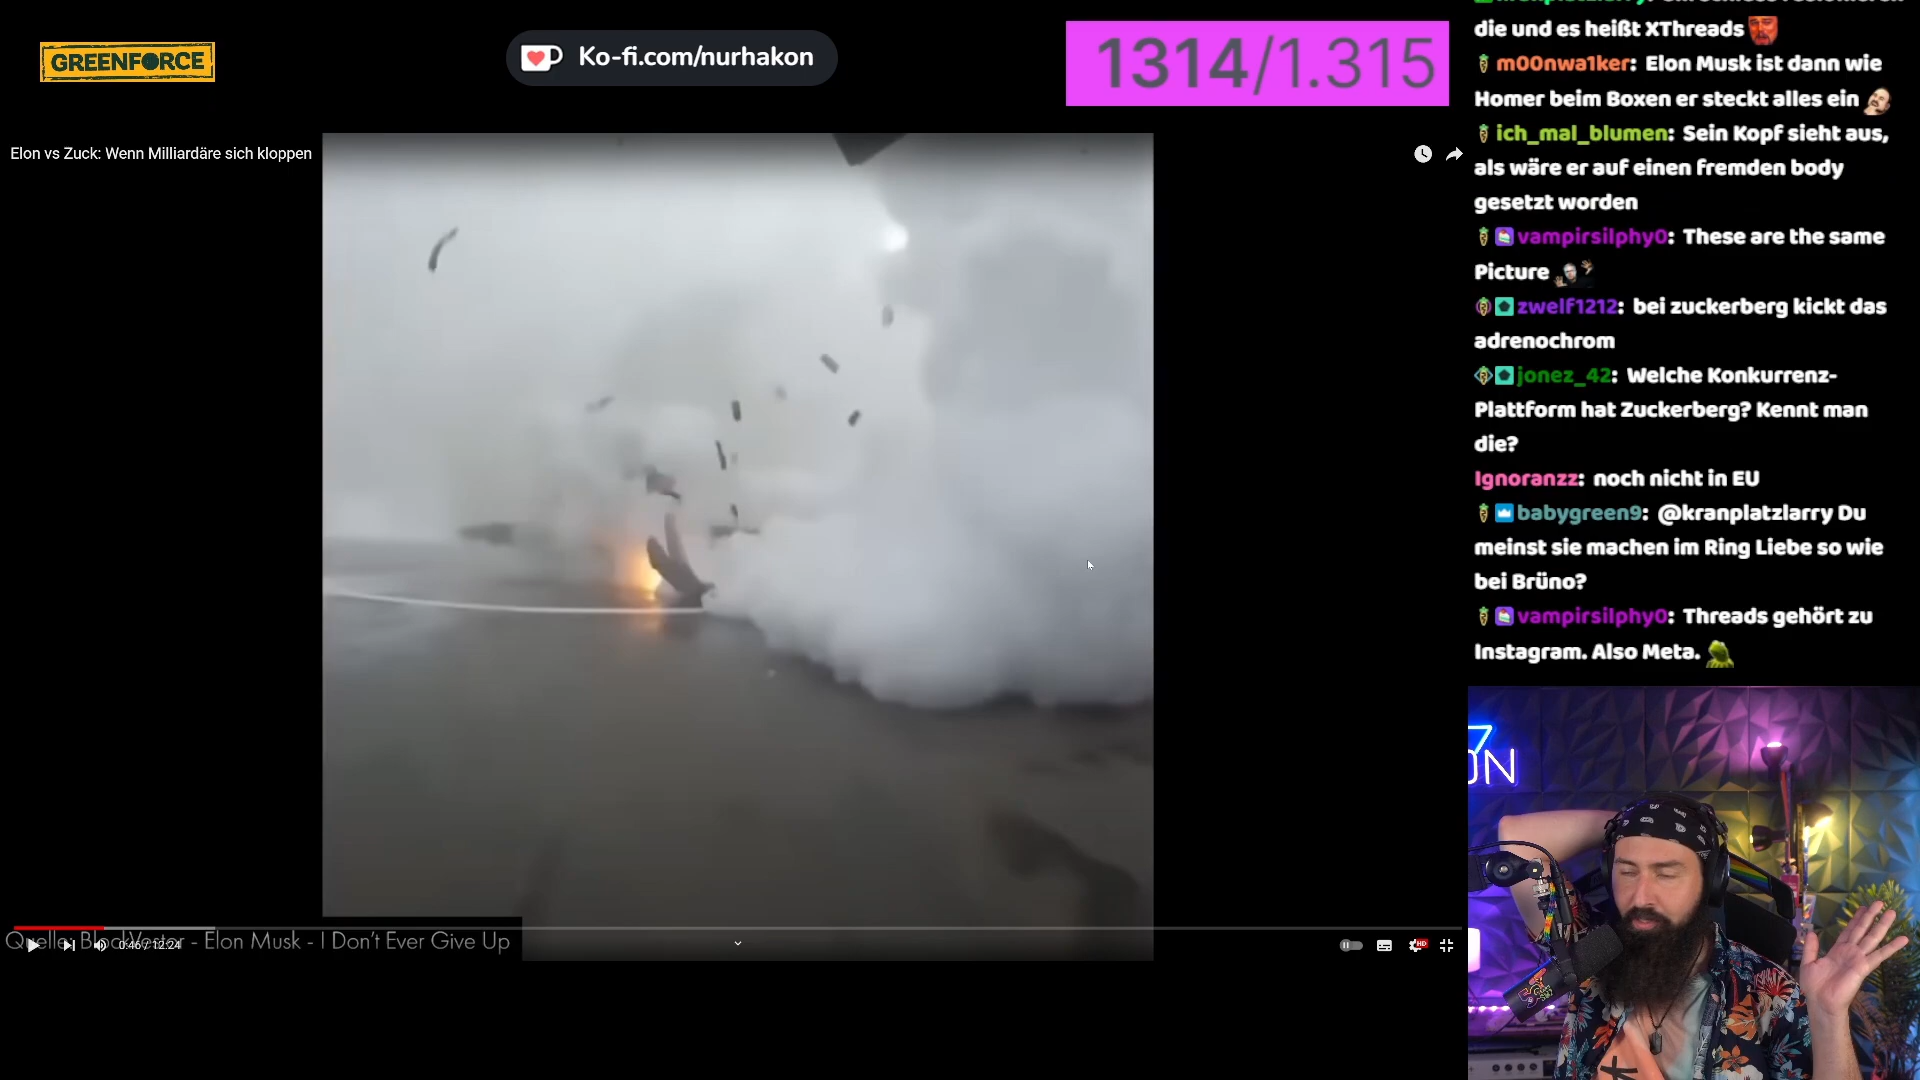 GREENFORCE
Ko-fi.com/nurhakon
1314/1.315
Elon vs Zuck: Wenn Milliardäre sich kloppen
die und es heißt XThreads
m00nwa1ker: Elon Musk ist dann wie
Homer beim Boxen er steckt alles ein
ich_mal_blumen: Sein Kopf sieht aus,
als wäre er auf einen fremden body
gesetzt worden
vampirsilphy0: These are the same
Picture
zwelf1212: bei zuckerberg kickt das
adrenochrom
jonez_42: Welche Konkurrenz-
Plattform hat Zuckerberg? Kennt man
die?
Ignoranzz: noch nicht in EU
babygreen9: @kranplatzlarry Du
meinst sie machen im Ring Liebe so wie
bei Brüno?
vampirsilphy0: Threads gehört zu
Instagram. Also Meta.
Quelle: BlockVestor - Elon Musk - I Don't Ever Give Up
0:46 / 12:24
HD
ON